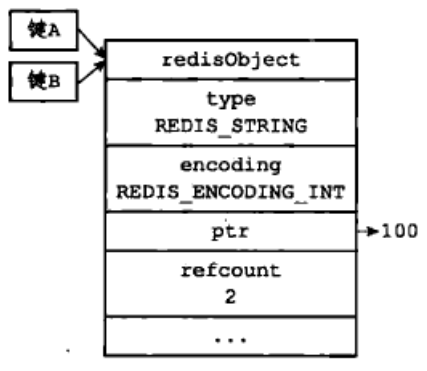 键A
键B
redisObject
type
REDIS_STRING
encoding
REDIS_ENCODING_INT
ptr
100
refcount
2
...